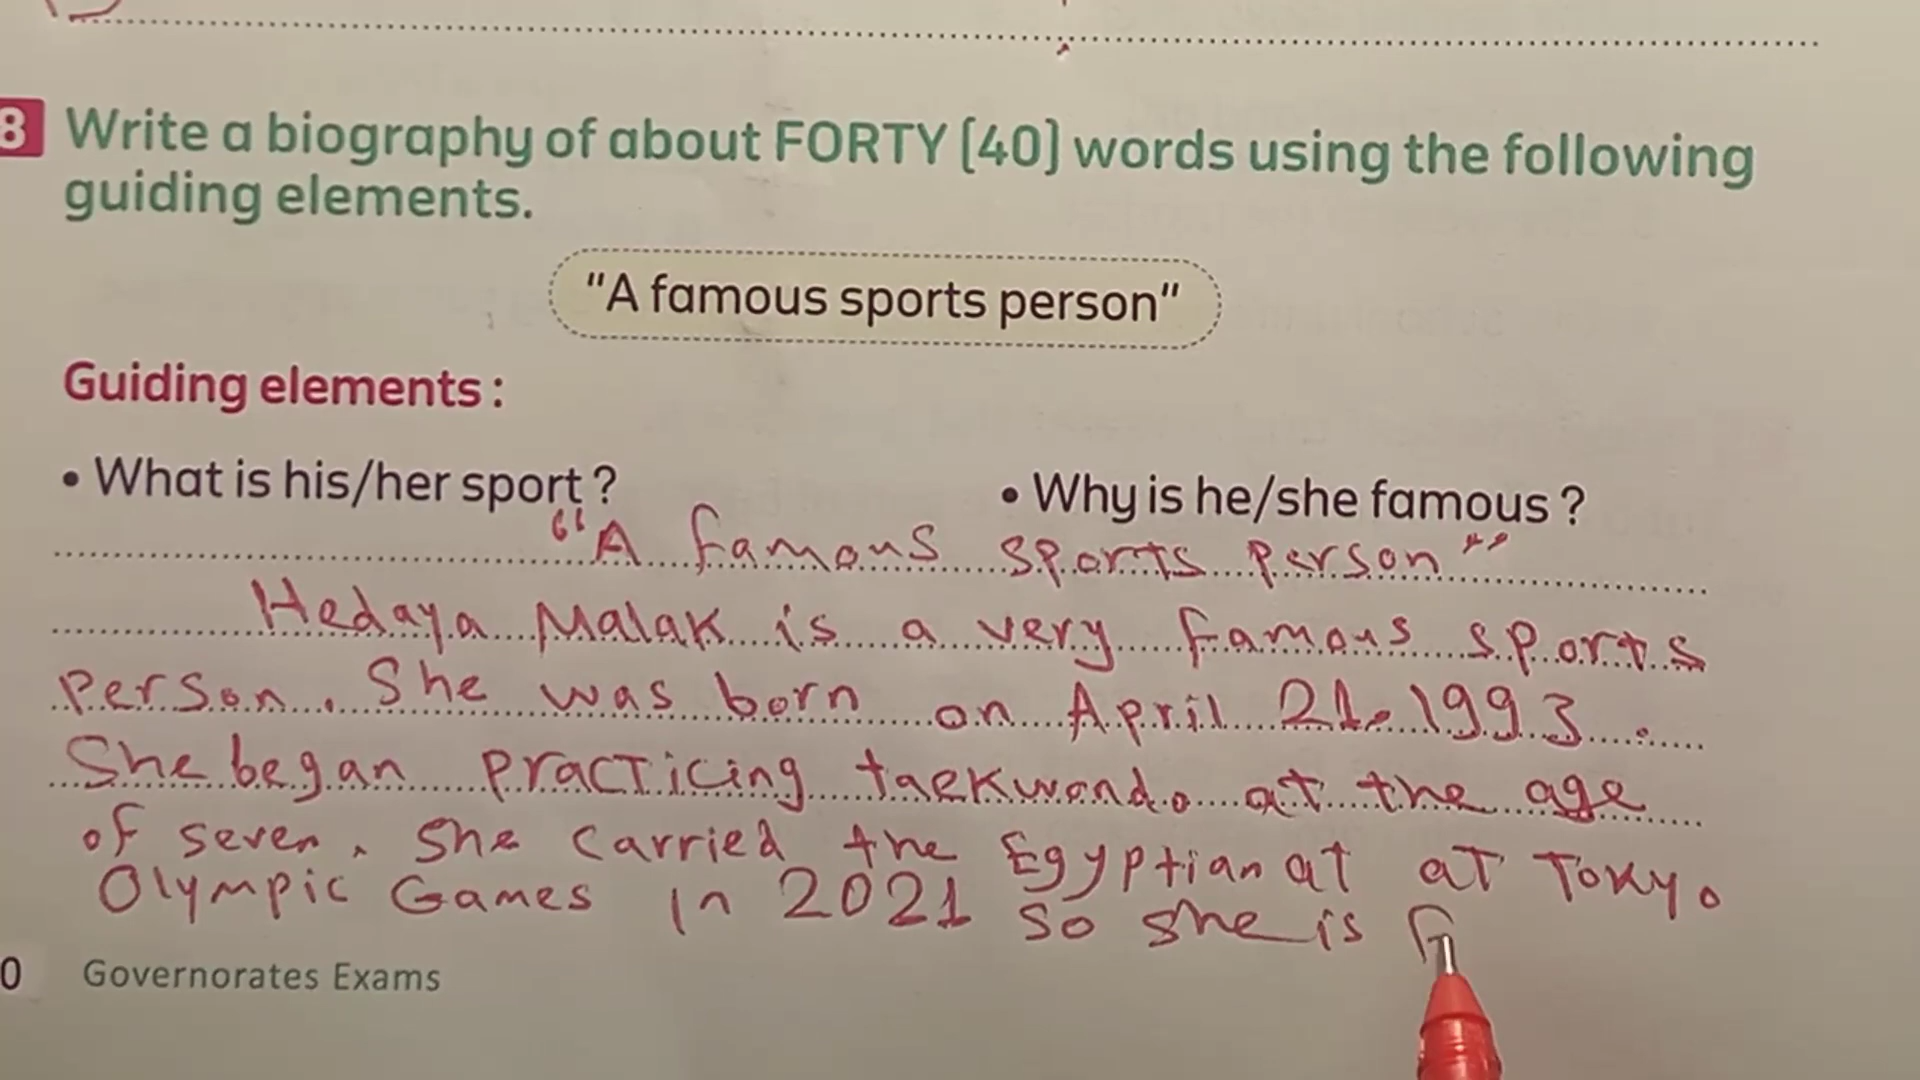 8 Write a biography of about FORTY [40] words using the following
guiding elements.
"A famous sports person"
Guiding elements :
• What is his/her sport ? • Why is he/she famous ?
"A famous sports person"
Hedaya Malak is a very famous sports
person. She was born on April 21, 1993.
She began practicing taekwondo at the age
of seven. She carried the Egyptian at at Tokyo
Olympic Games in 2021 so she is
0 Governorates Exams